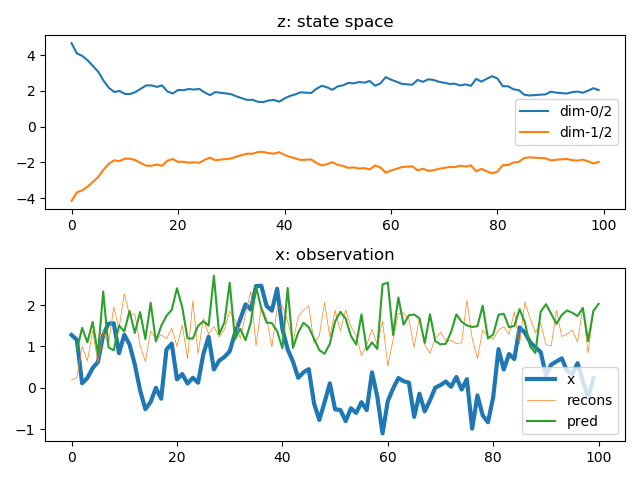 z: state space
4
2
0
−2
−4
dim-0/2
dim-1/2
0 20 40 60 80 100
x: observation
2
1
0
−1
x
recons
pred
0 20 40 60 80 100